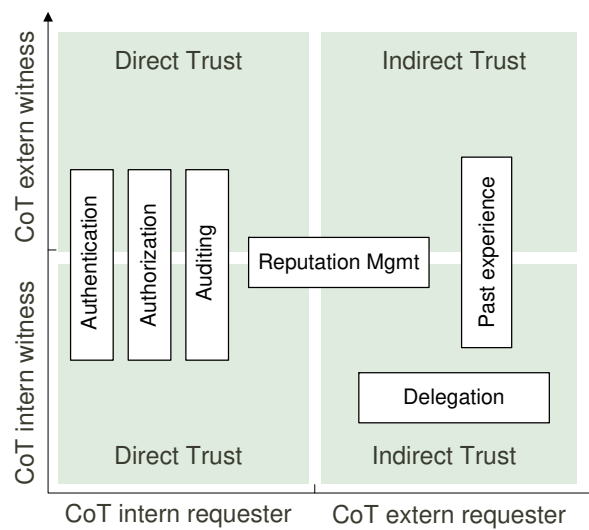 Direct Trust
Indirect Trust
CoT extern witness
Authentication
Authorization
Auditing
Past experience
Reputation Mgmt
CoT intern witness
Delegation
Direct Trust
Indirect Trust
CoT intern requester
CoT extern requester